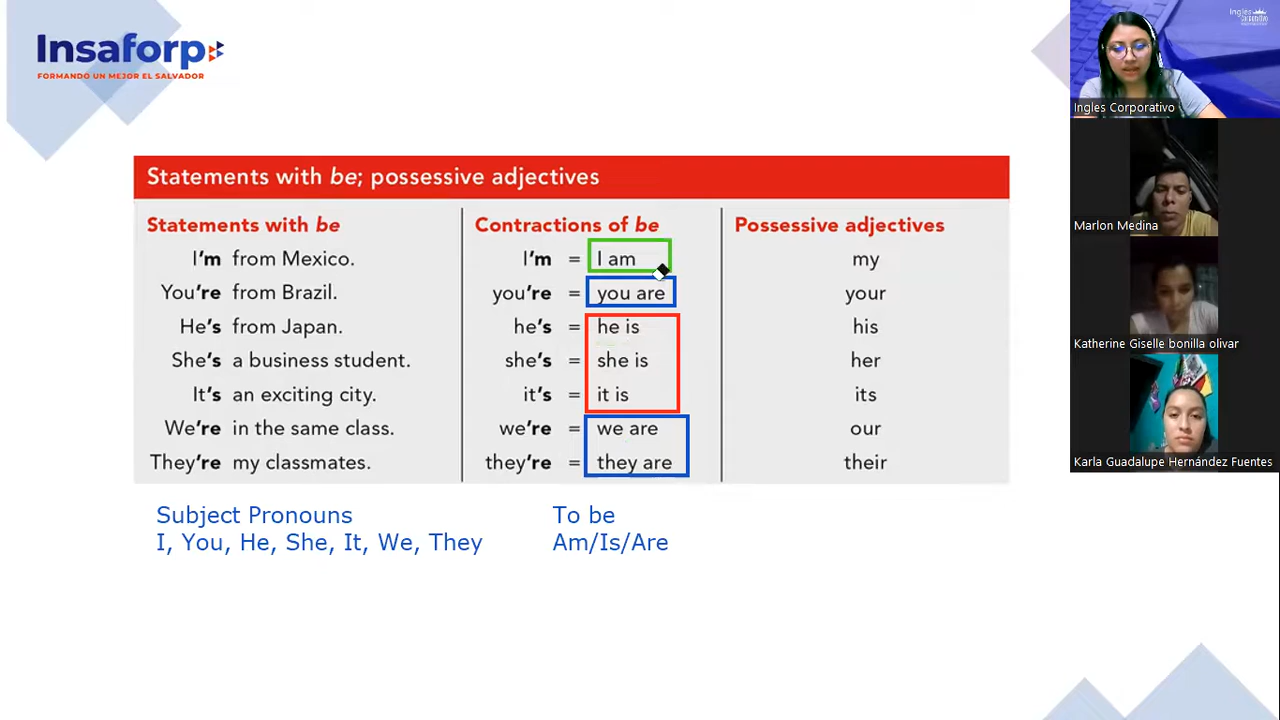 Insaforp
FORMANDO UN MEJOR EL SALVADOR
Statements with be; possessive adjectives
Statements with be
I'm from Mexico.
You're from Brazil.
He's from Japan.
She's a business student.
It's an exciting city.
We're in the same class.
They're my classmates.
Contractions of be
I'm = I am
you're = you are
he's = he is
she's = she is
it's = it is
we're = we are
they're = they are
Possessive adjectives
my
your
his
her
its
our
their
Subject Pronouns
I, You, He, She, It, We, They
To be
Am/Is/Are
Ingles Corporativo
Marlon Medina
Katherine Giselle bonilla olivar
Karla Guadalupe Hernández Fuentes